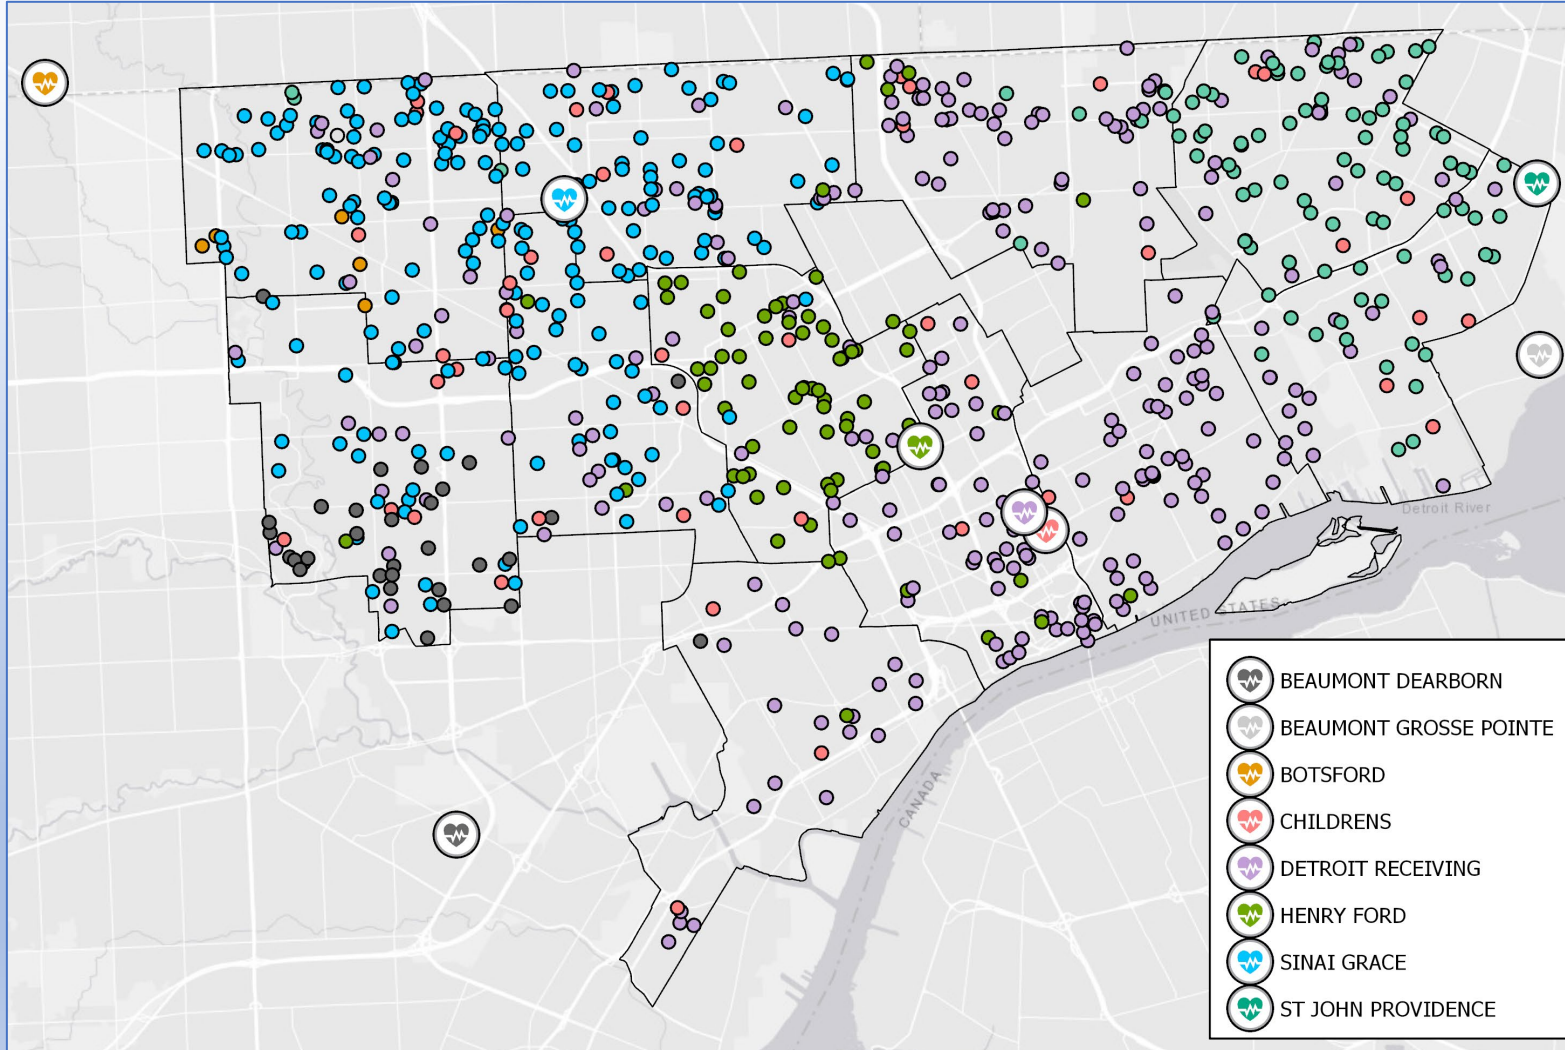 Detroit River
UNITED STATES
CANADA
BEAUMONT DEARBORN
BEAUMONT GROSSE POINTE
BOTSFORD
CHILDRENS
DETROIT RECEIVING
HENRY FORD
SINAI GRACE
ST JOHN PROVIDENCE